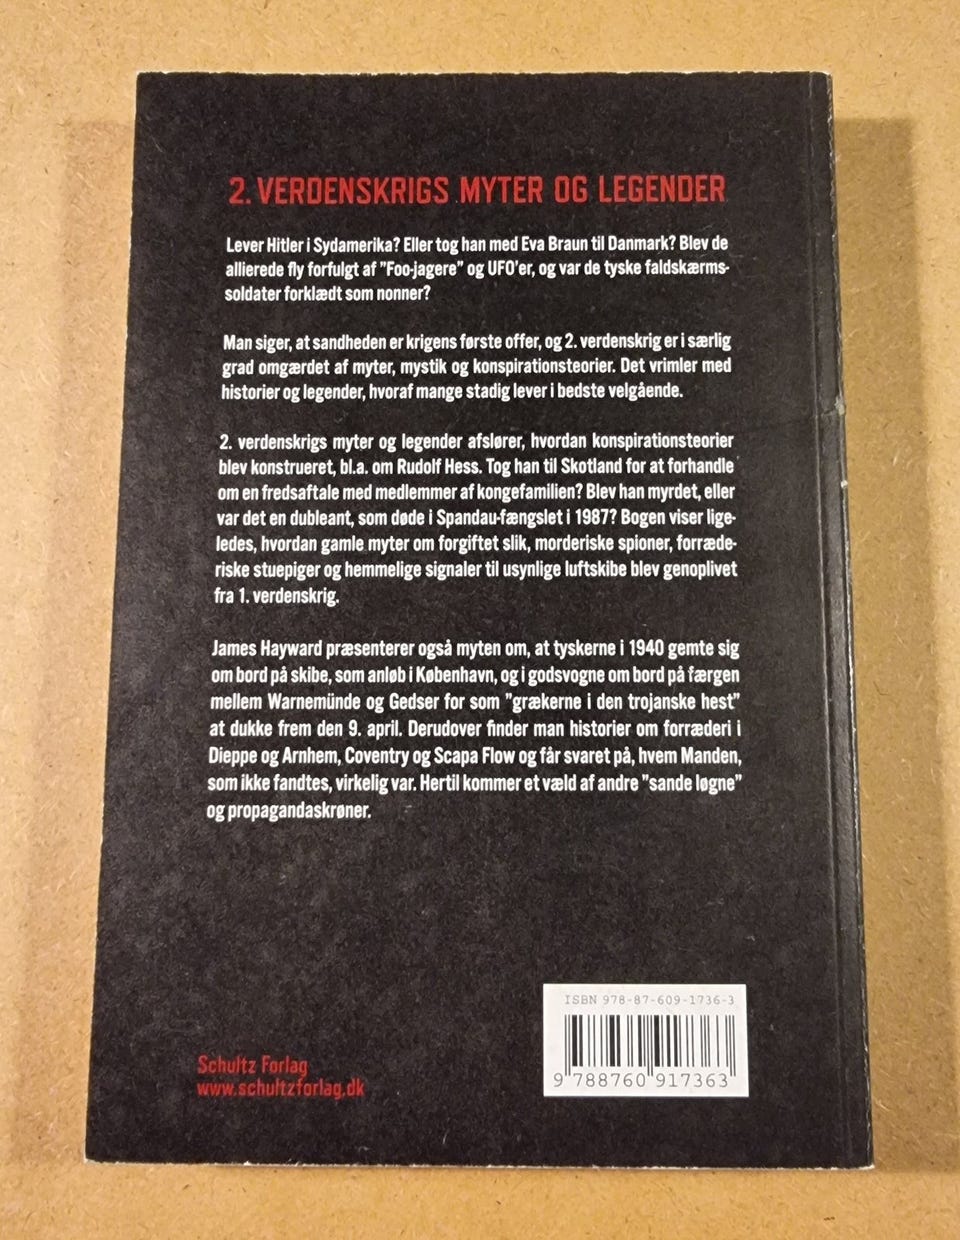 2. VERDENSKRIGS MYTER OG LEGENDER
Lever Hitler i Sydamerika? Eller tog han med Eva Braun til Danmark? Blev de
allierede fly forfulgt af "Foo-jagere" og UFO'er, og var de tyske faldskærms-
soldater forklædt som nonner?
Man siger, at sandheden er krigens første offer, og 2. verdenskrig er i særlig
grad omgærdet af myter, mystik og konspirationsteorier. Det vrimler med
historier og legender, hvoraf mange stadig lever i bedste velgående.
2. verdenskrigs myter og legender afslører, hvordan konspirationsteorier
blev konstrueret, bl.a. om Rudolf Hess. Tog han til Skotland for at forhandle
om en fredsaftale med medlemmer af kongefamilien? Blev han myrdet, eller
var det en dubleant, som døde i Spandau-fængslet i 1987? Bogen viser lige-
ledes, hvordan gamle myter om forgiftet slik, morderiske spioner, forræde-
riske stuepiger og hemmelige signaler til usynlige luftskibe blev genoplivet
fra 1. verdenskrig.
James Hayward præsenterer også myten om, at tyskerne i 1940 gemte sig
om bord på skibe, som anløb i København, og i godsvogne om bord på færgen
mellem Warnemünde og Gedser for som "grækerne i den trojanske hest"
at dukke frem den 9. april. Derudover finder man historier om forræderi i
Dieppe og Arnhem, Coventry og Scapa Flow og får svaret på, hvem Manden,
som ikke fandtes, virkelig var. Hertil kommer et væld af andre "sande løgne"
og propagandaskrøner.
ISBN 978-87-609-1736-3
9 788760 917363
Schultz Forlag
www.schultzforlag.dk